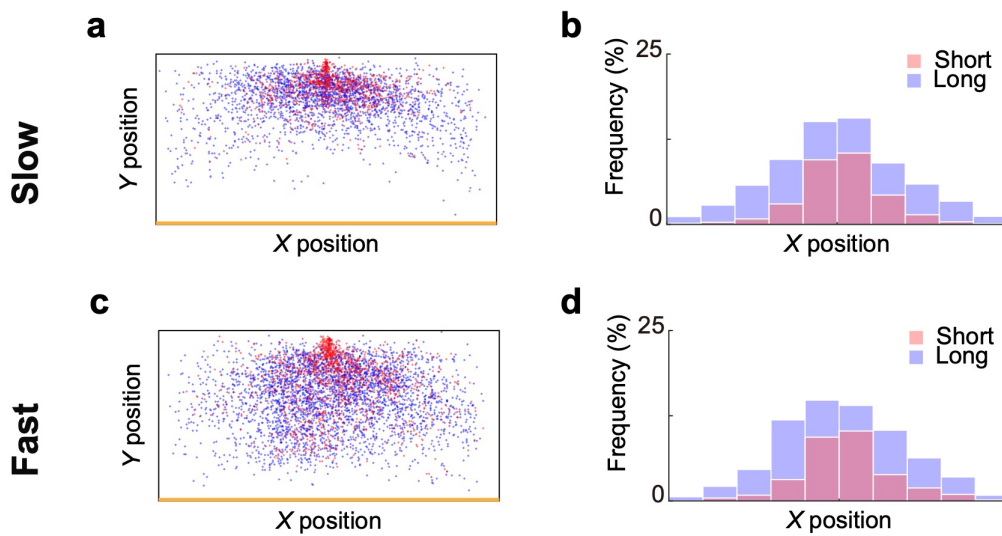 a
b
Slow
Y position
X position
Frequency (%)
25
0
Short
Long
X position
c
d
Fast
Y position
X position
Frequency (%)
25
0
Short
Long
X position